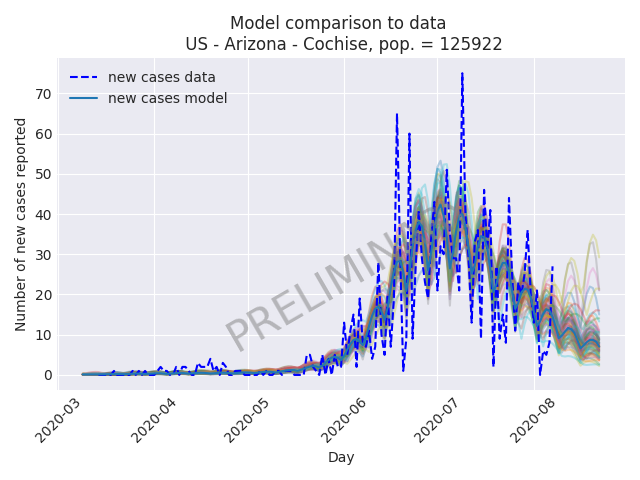 Model comparison to data
US - Arizona - Cochise, pop. = 125922
new cases data
new cases model
Number of new cases reported
70
60
50
40
30
20
10
0
2020-03
2020-04
2020-05
2020-06
2020-07
2020-08
Day